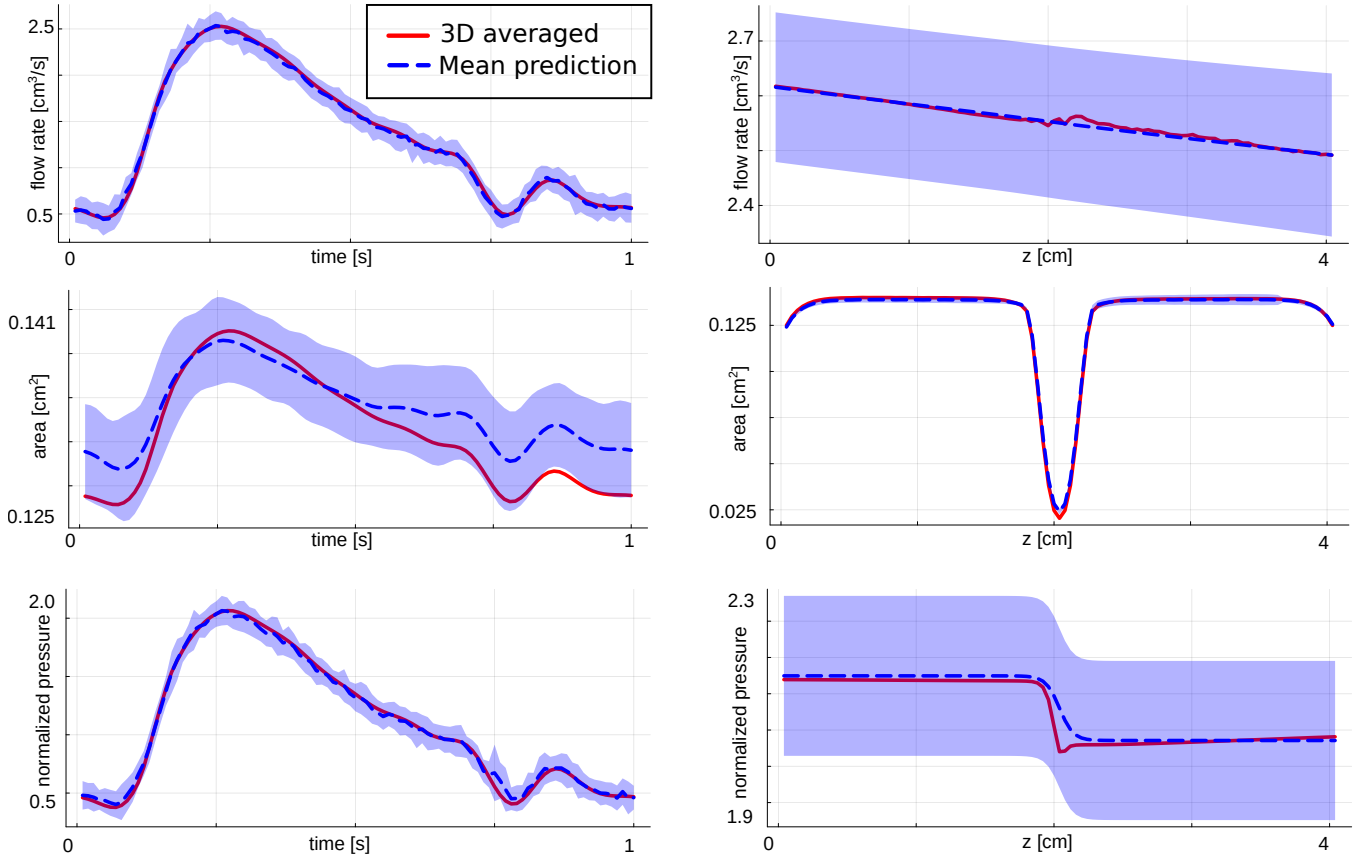 2.5
flow rate [cm³/s]
0.5
0
time [s]
1
3D averaged
Mean prediction
2.7
flow rate [cm³/s]
2.4
0
z [cm]
4
0.141
area [cm²]
0.125
0
time [s]
1
0.125
area [cm²]
0.025
0
z [cm]
4
2.0
normalized pressure
0.5
0
time [s]
1
2.3
normalized pressure
1.9
0
z [cm]
4